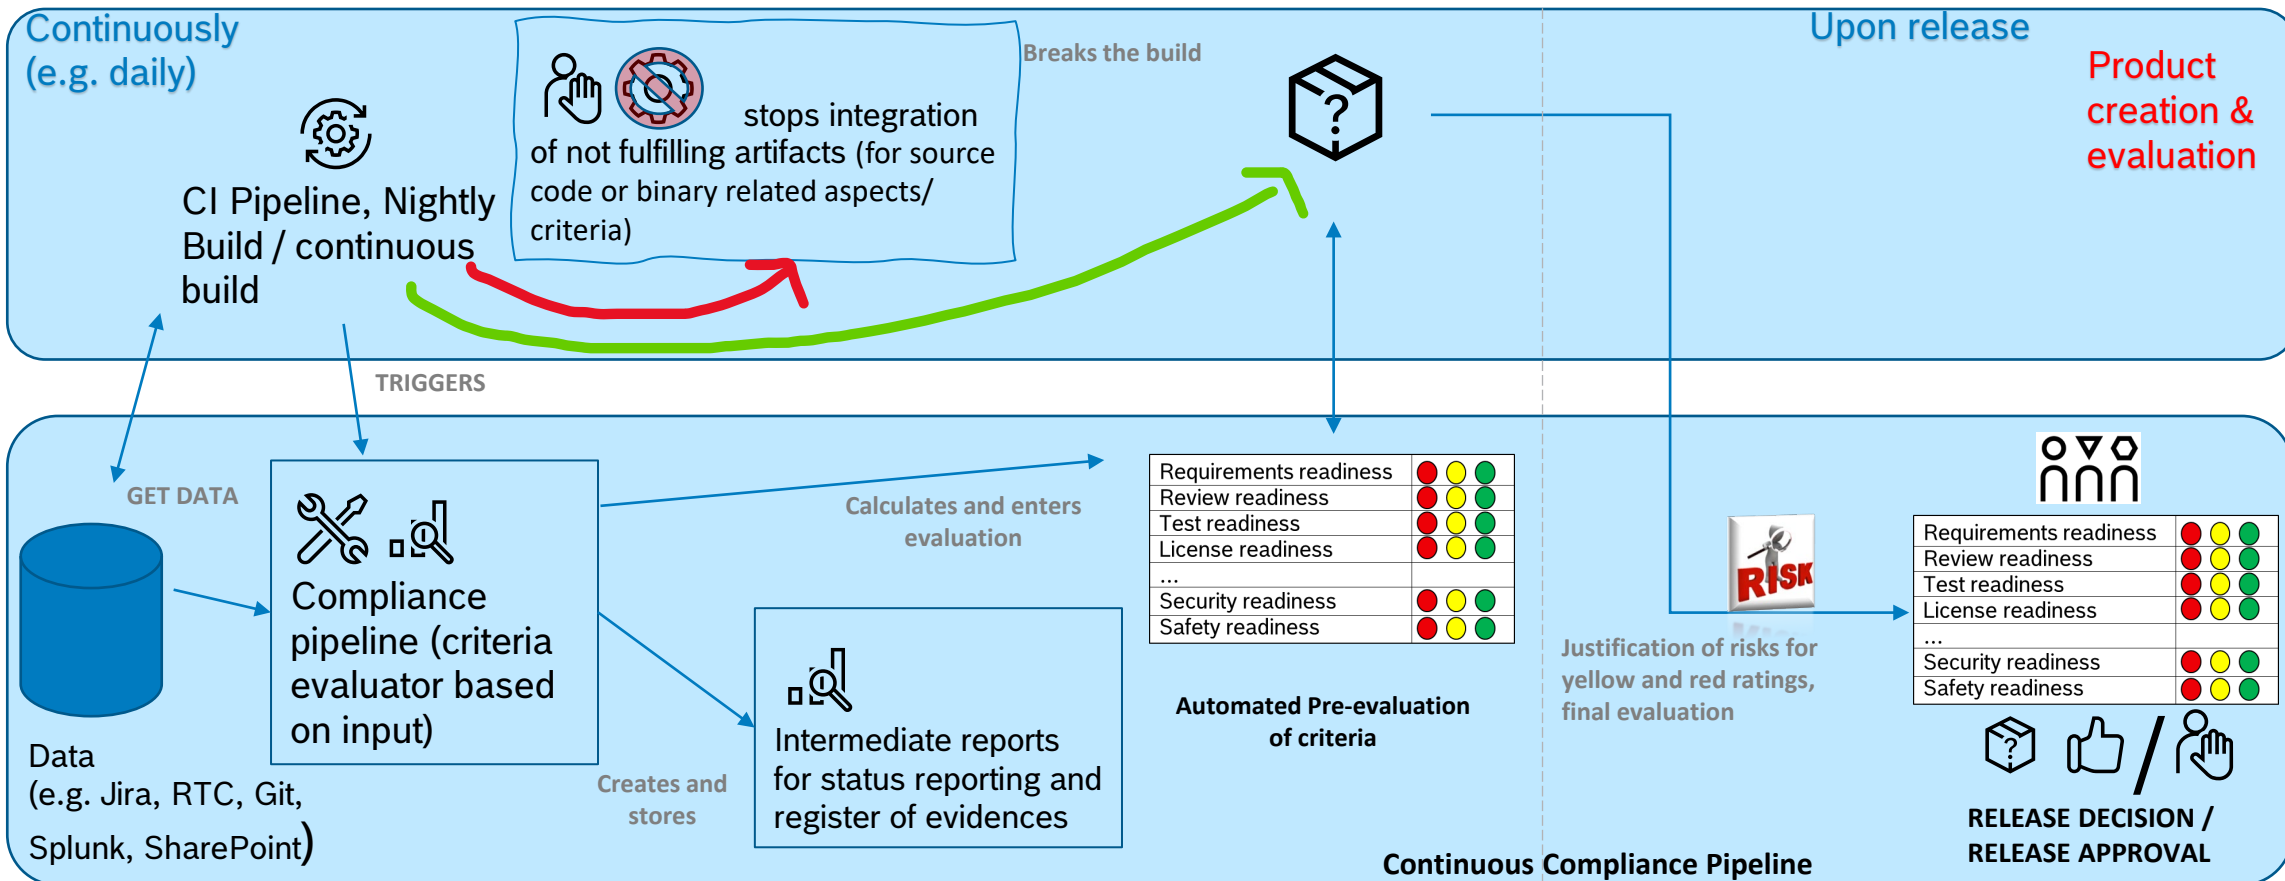 Continuously
(e.g. daily)
stops integration
of not fulfilling artifacts (for source
code or binary related aspects/
criteria)
Breaks the build
?
Upon release
Product
creation &
evaluation
CI Pipeline, Nightly
Build / continuous
build
TRIGGERS
GET DATA
Data
(e.g. Jira, RTC, Git,
Splunk, SharePoint)
Compliance
pipeline (criteria
evaluator based
on input)
Calculates and enters
evaluation
Creates and
stores
Intermediate reports
for status reporting and
register of evidences
Requirements readiness
Review readiness
Test readiness
License readiness
...
Security readiness
Safety readiness
Automated Pre-evaluation
of criteria
RISK
Justification of risks for
yellow and red ratings,
final evaluation
Requirements readiness
Review readiness
Test readiness
License readiness
...
Security readiness
Safety readiness
?
/
RELEASE DECISION /
RELEASE APPROVAL
Continuous Compliance Pipeline